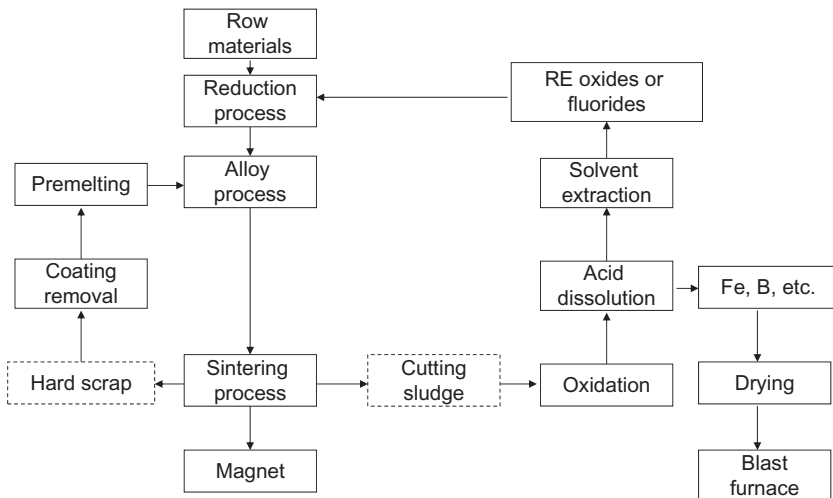 Row
materials
Reduction
process
RE oxides or
fluorides
Premelting
Alloy
process
Solvent
extraction
Coating
removal
Acid
dissolution
Fe, B, etc.
Hard scrap
Sintering
process
Cutting
sludge
Oxidation
Drying
Magnet
Blast
furnace